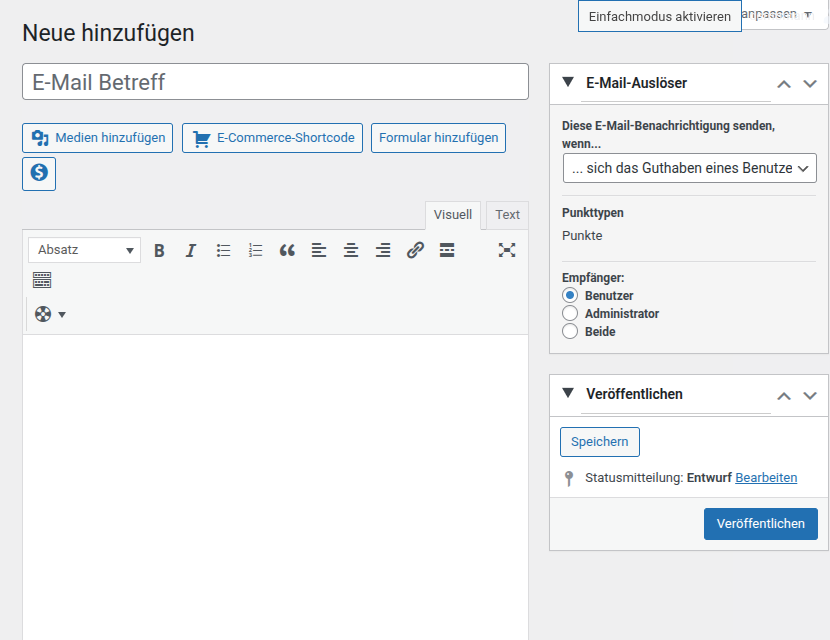 Einfachmodus aktivieren
anpassen
Neue hinzufügen
E-Mail Betreff
Medien hinzufügen
E-Commerce-Shortcode
Formular hinzufügen
Visuell
Text
Absatz
E-Mail-Auslöser
Diese E-Mail-Benachrichtigung senden,
wenn...
... sich das Guthaben eines Benutze
Punkttypen
Punkte
Empfänger:
Benutzer
Administrator
Beide
Veröffentlichen
Speichern
Statusmitteilung: Entwurf Bearbeiten
Veröffentlichen